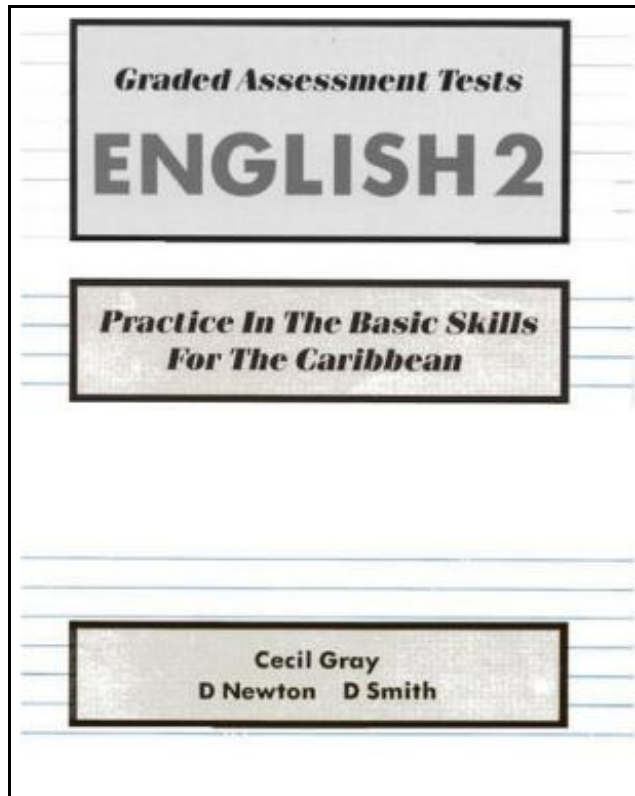 Graded Assessment Tests
ENGLISH 2
Practice In The Basic Skills
For The Caribbean
Cecil Gray
D Newton D Smith